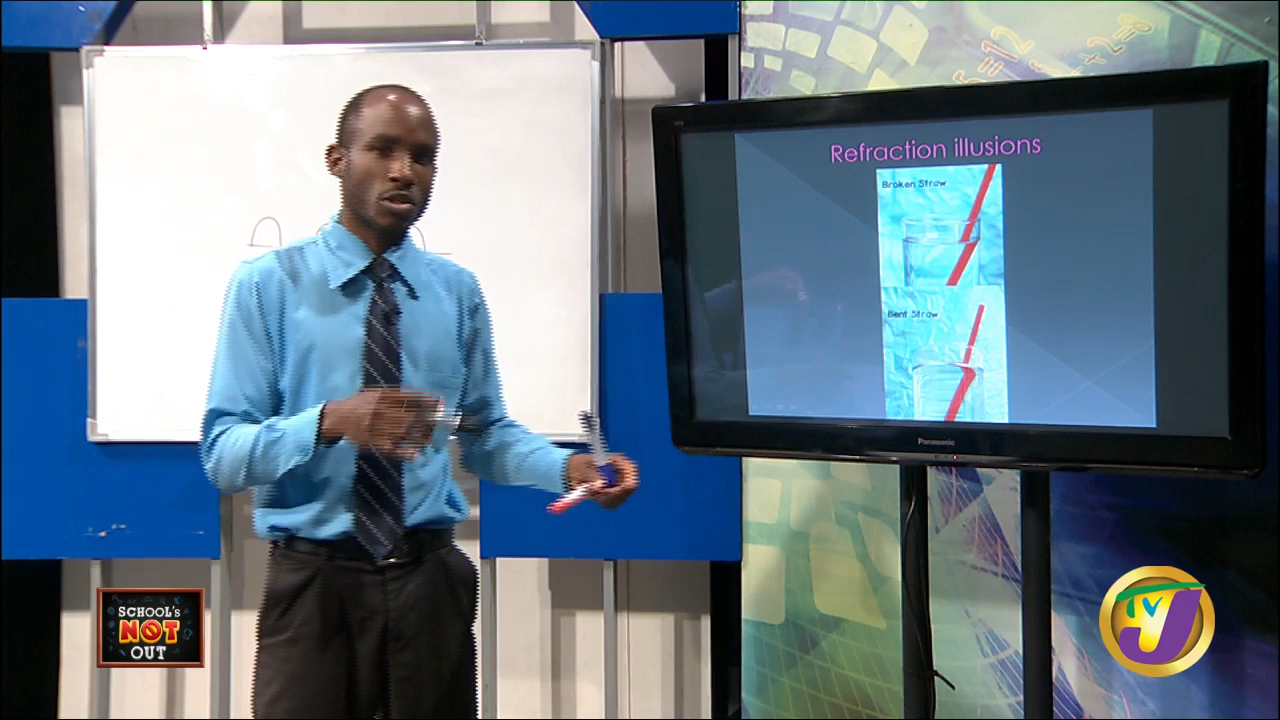 Refraction illusions
Broken Straw
Bent Straw
Panasonic
SCHOOL'S
NOT
OUT
TVJ